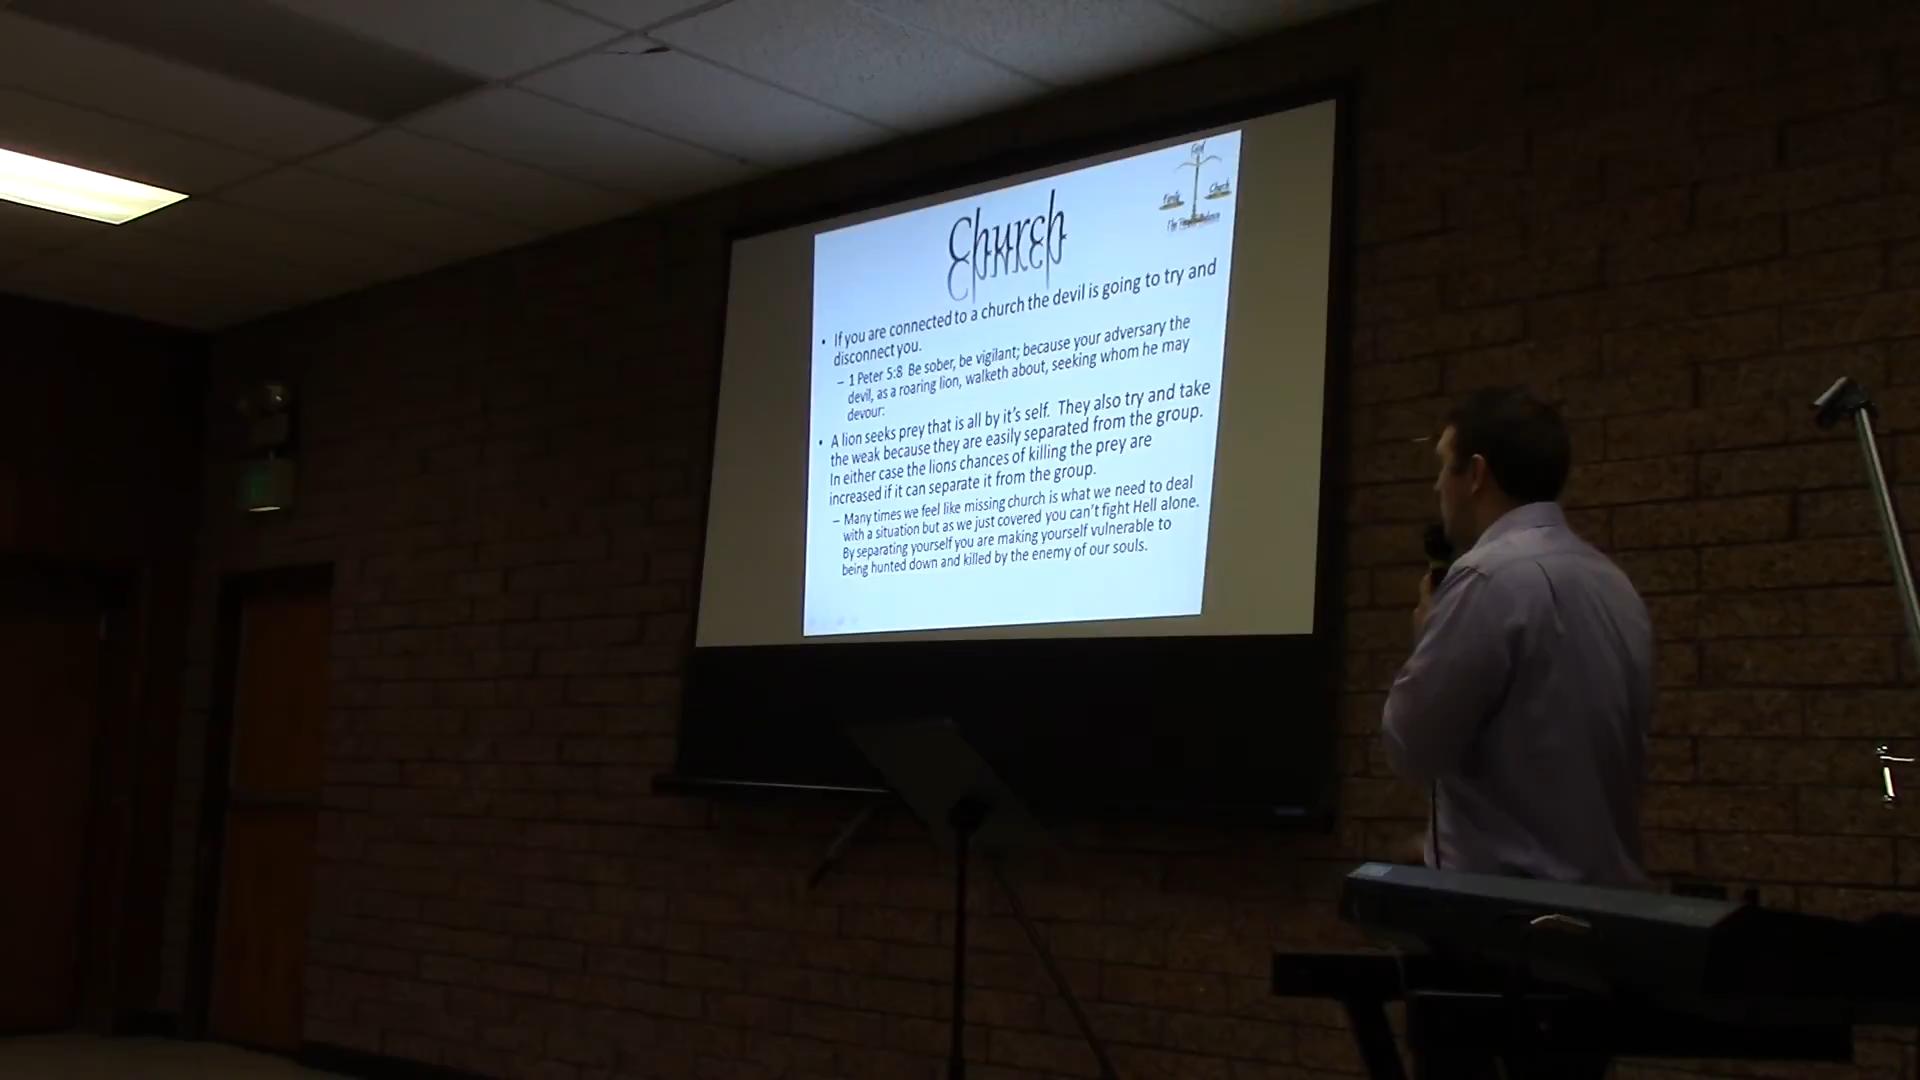 God
Family
Church
Church
• If you are connected to a church the devil is going to try and
disconnect you.
– 1 Peter 5:8 Be sober, be vigilant; because your adversary the
devil, as a roaring lion, walketh about, seeking whom he may
devour:
• A lion seeks prey that is all by it's self. They also try and take
the weak because they are easily separated from the group.
In either case the lions chances of killing the prey are
increased if it can separate it from the group.
– Many times we feel like missing church is what we need to deal
with a situation but as we just covered you can't fight Hell alone.
By separating yourself you are making yourself vulnerable to
being hunted down and killed by the enemy of our souls.